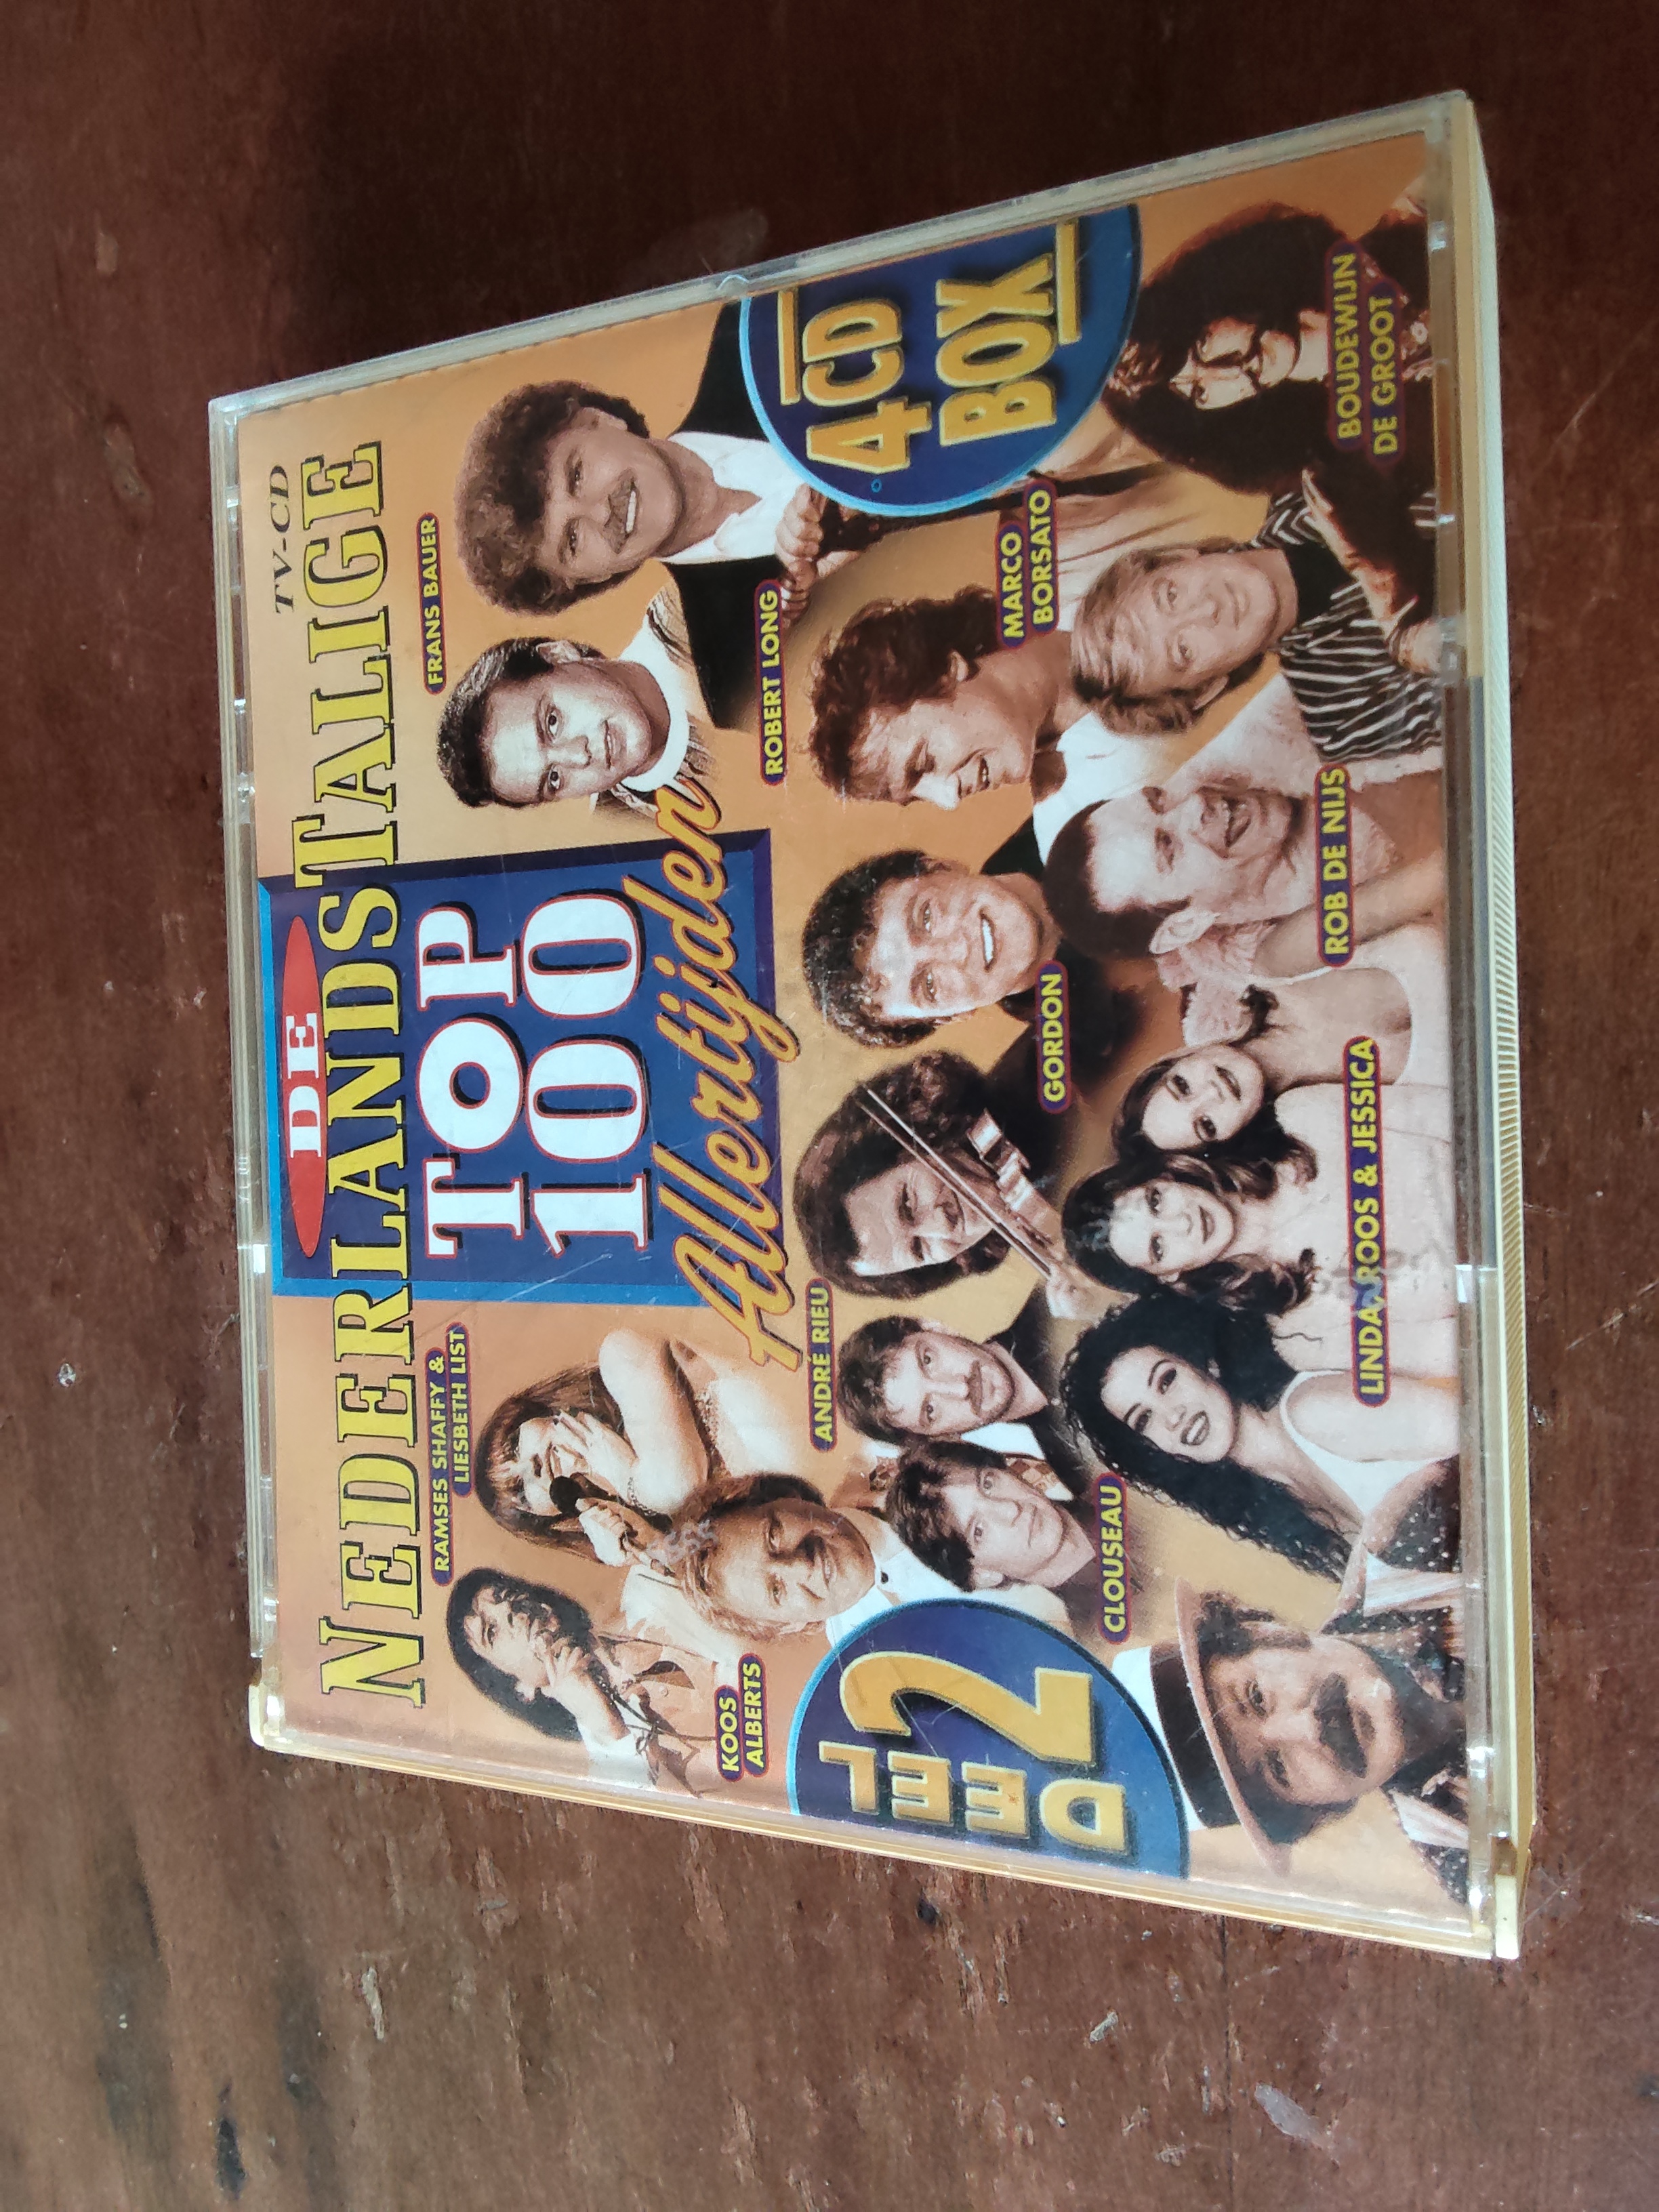 TV-CD
DE
NEDERLANDSTALIGE
TOP
100
Allertijden
RAMSES SHAFFY &
LIESBETH LIST
FRANS BAUER
KOOS
ALBERTS
ANDRÉ RIEU
ROBERT LONG
4CD
BOX
DEEL
2
CLOUSEAU
GORDON
MARCO
BORSATO
LINDA, ROOS & JESSICA
ROB DE NIJS
BOUDEWIJN
DE GROOT